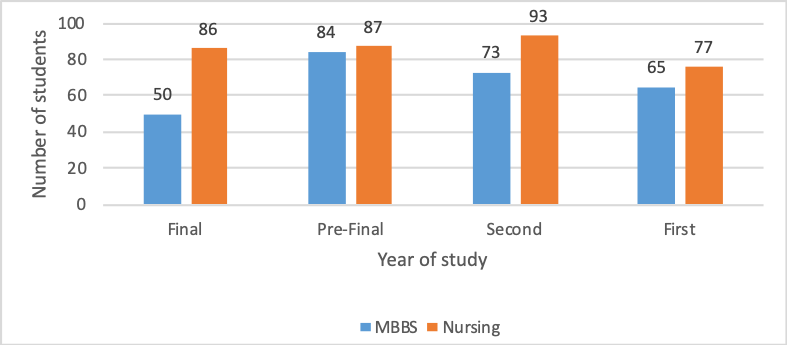 Number of students
100
80
60
40
20
0
50 86 84 87 73 93 65 77
Final Pre-Final Second First
Year of study
MBBS Nursing